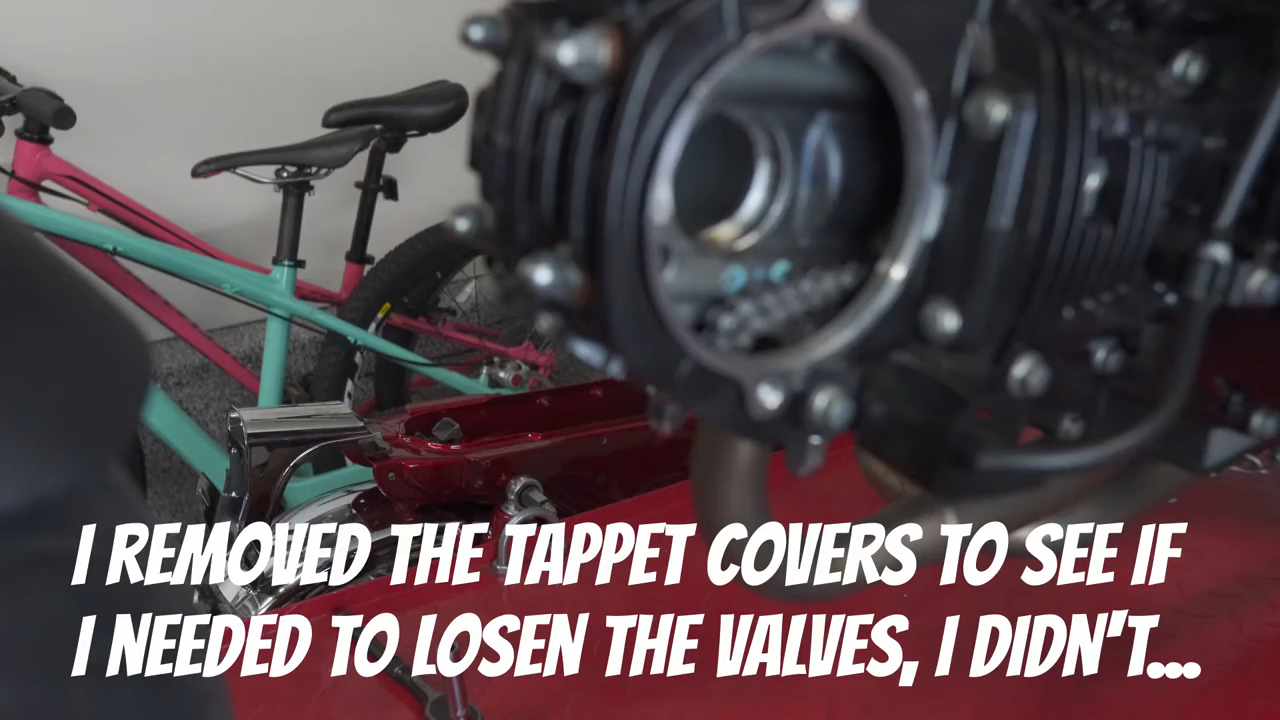 I REMOVED THE TAPPET COVERS TO SEE IF
I NEEDED TO LOSEN THE VALVES, I DIDN'T...